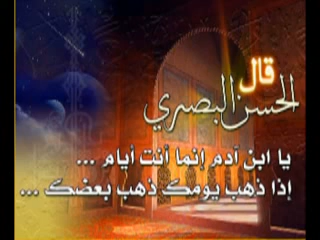 قال
الحسن البصري
يا ابن آدم إنما أنت أيام ...
إذا ذهب يومك ذهب بعضك ...